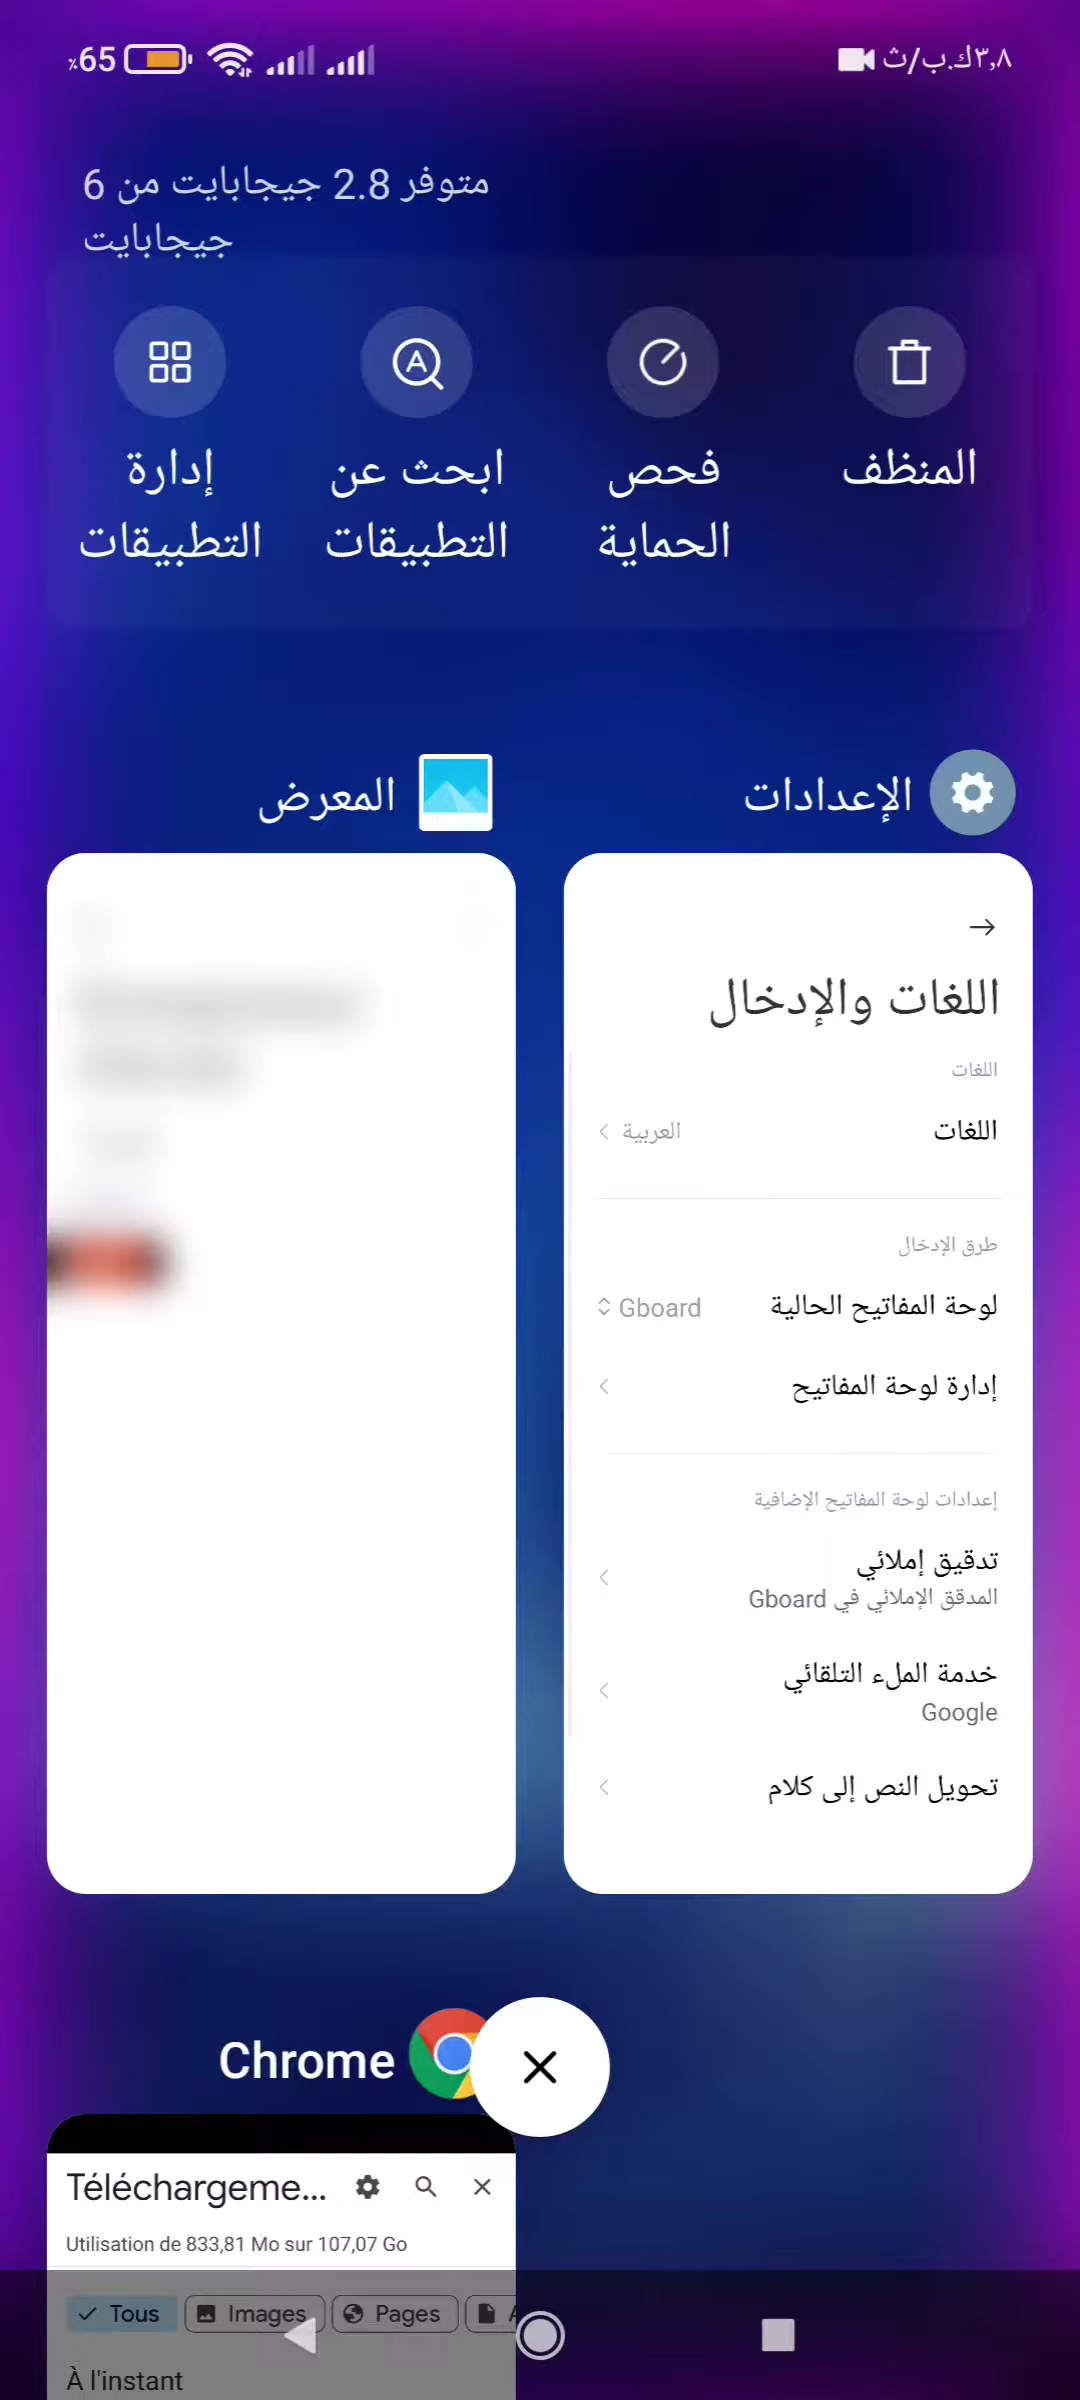 ٪65
٣,٨ك.ب/ث
متوفر 2.8 جيجابايت من 6
جيجابايت
المنظف
فحص
الحماية
ابحث عن
التطبيقات
إدارة
التطبيقات
الإعدادات
اللغات والإدخال
اللغات
اللغات
العربية
طرق الإدخال
لوحة المفاتيح الحالية
Gboard
إدارة لوحة المفاتيح
إعدادات لوحة المفاتيح الإضافية
تدقيق إملائي
المدقق الإملائي في Gboard
خدمة الملء التلقائي
Google
تحويل النص إلى كلام
المعرض
Chrome
Téléchargeme...
Utilisation de 833,81 Mo sur 107,07 Go
Tous
Images
Pages
À l'instant